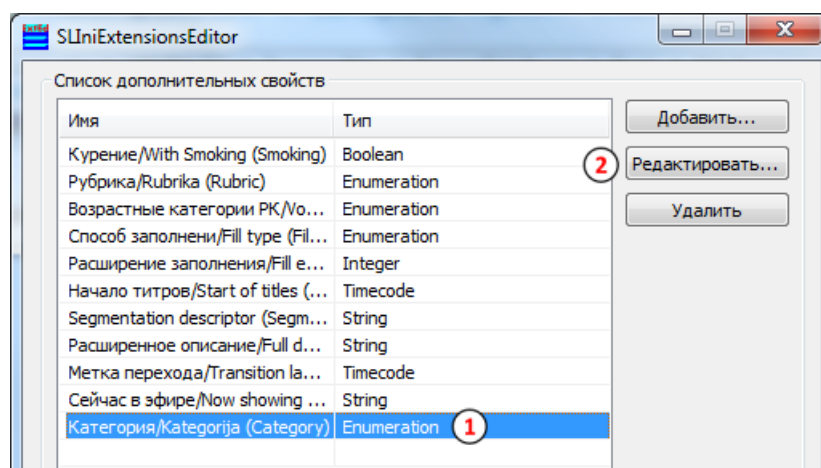 ExtEd
SLIniExtensionsEditor
Список дополнительных свойств
Имя Тип Добавить...
Курение/With Smoking (Smoking) Boolean
2 Редактировать...
Рубрика/Rubrika (Rubric) Enumeration
Возрастные категории РК/Vo... Enumeration Удалить
Способ заполнени/Fill type (Fil... Enumeration
Расширение заполнения/Fill e... Integer
Начало титров/Start of titles (... Timecode
Segmentation descriptor (Segm... String
Расширенное описание/Full d... String
Метка перехода/Transition la... Timecode
Сейчас в эфире/Now showing ... String
Категория/Kategorija (Category) Enumeration 1